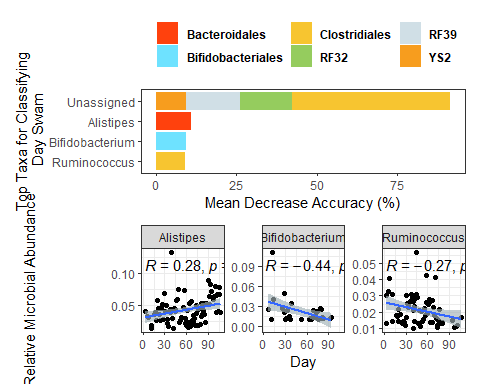 Bacteroidales
Clostridiales
RF39
Bifidobacteriales
RF32
YS2
Top Taxa for Classifying
Day Swam
Unassigned
Alistipes
Bifidobacterium
Ruminococcus
0
25
50
75
Mean Decrease Accuracy (%)
Relative Microbial Abundance
Alistipes
Bifidobacterium
Ruminococcus
R = 0.28, p =
R = −0.44, p
R = −0.27, p
0.10
0.05
0.09
0.06
0.03
0.00
0.05
0.04
0.03
0.02
0.01
0 30 60 90
0 30 60 90
0 30 60 90
Day